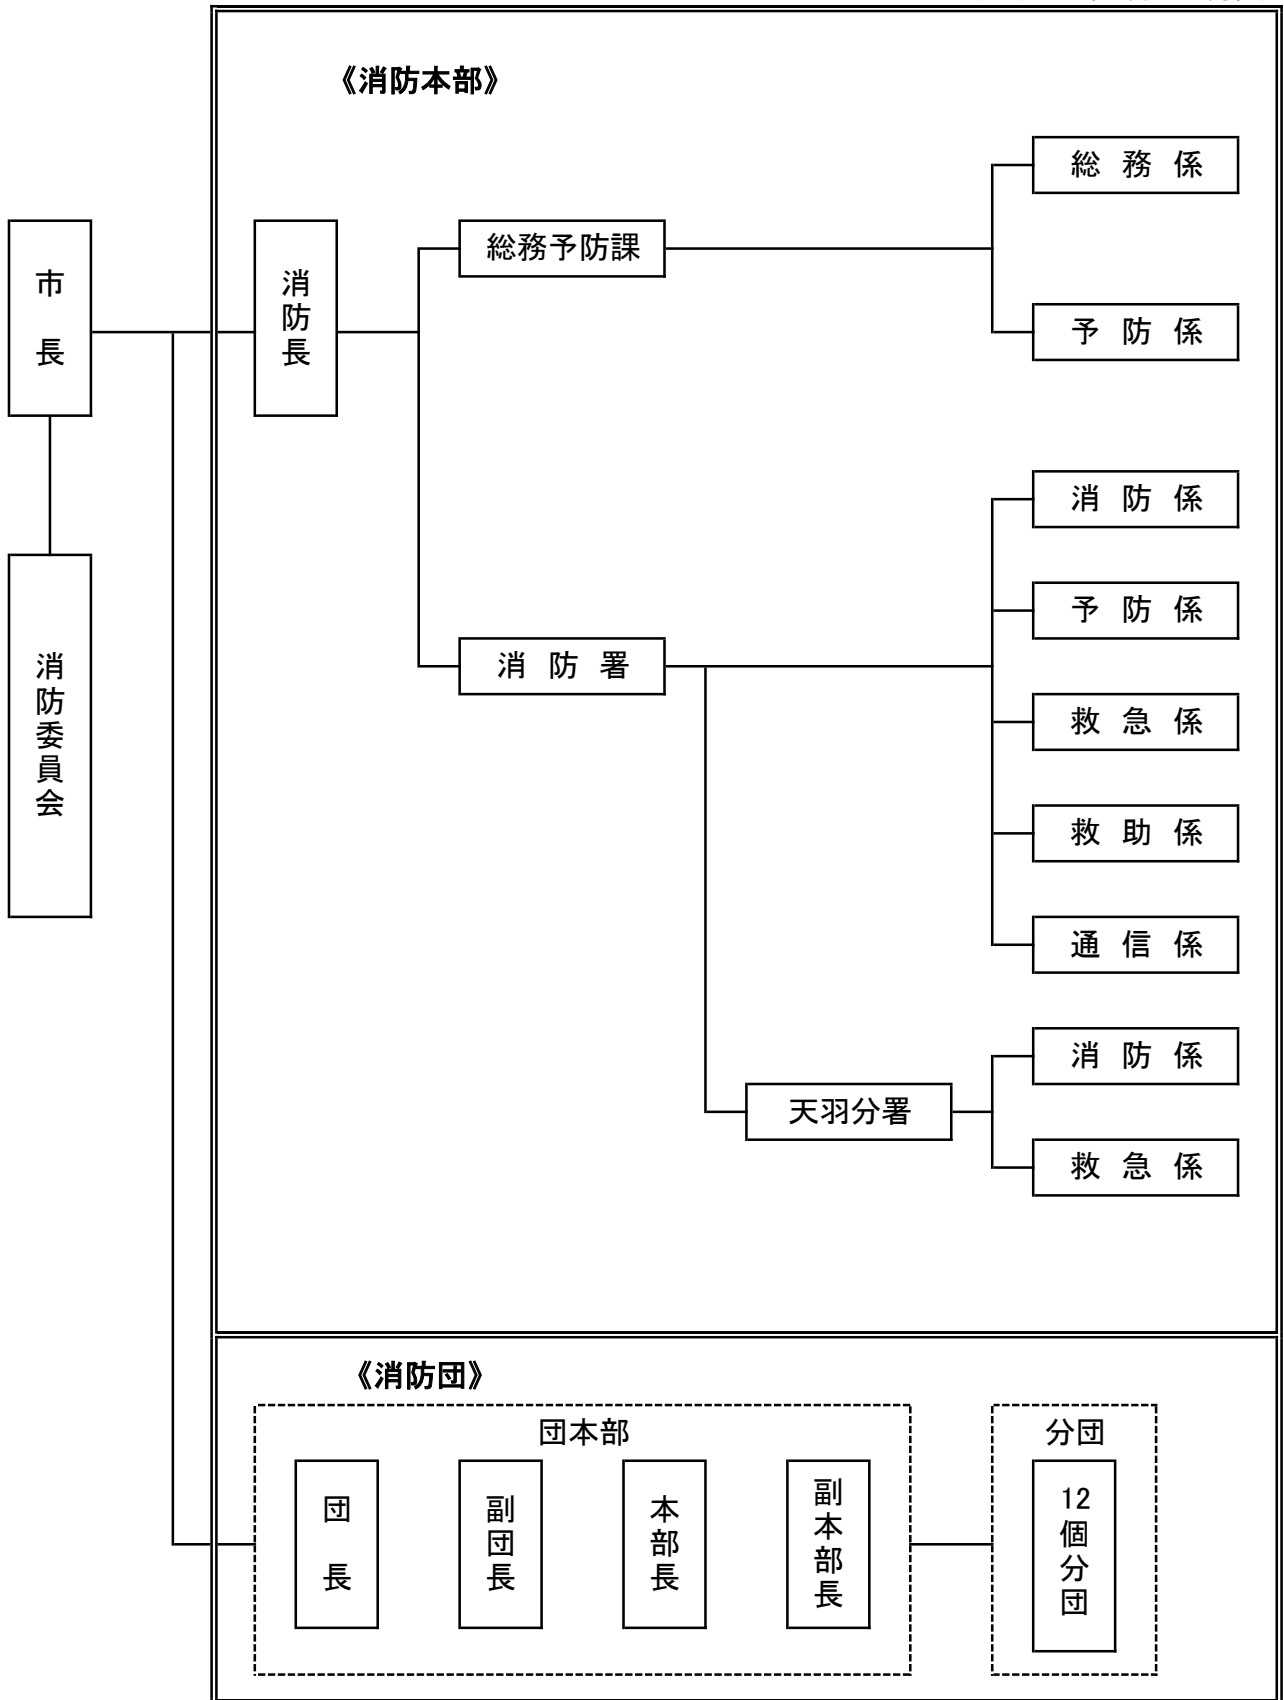 《消防本部》
総務係
市長
消防長
総務予防課
予防係
消防係
予防係
消防委員会
消防署
救急係
救助係
通信係
消防係
天羽分署
救急係
《消防団》
団本部
分団
団長
副団長
本部長
副本部長
12個分団